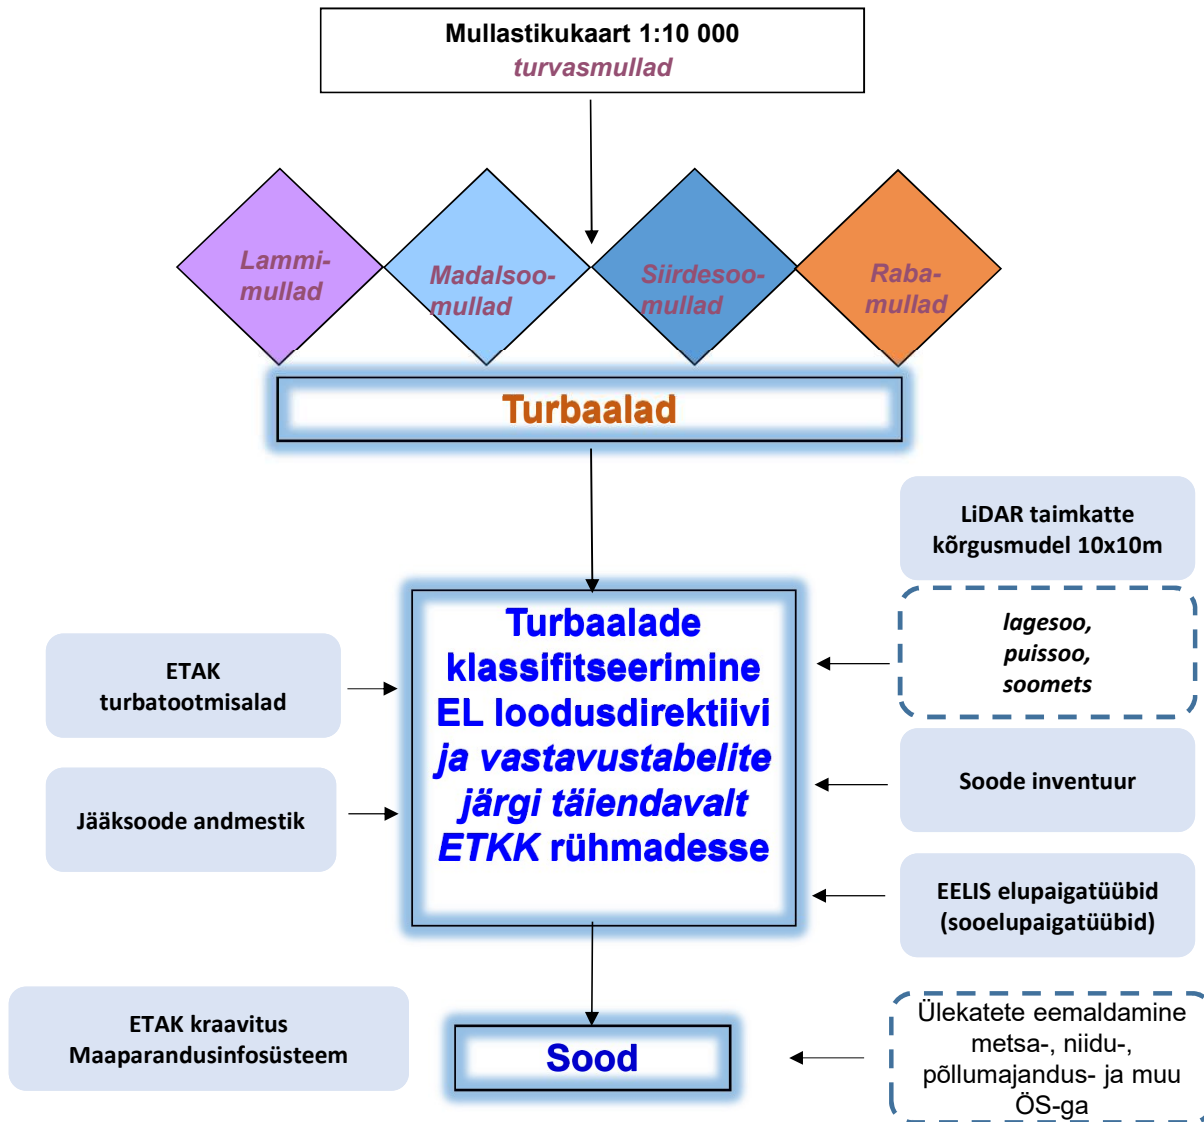 Mullastikukaart 1:10 000
turvasmullad
Lammi-
mullad
Madalsoo-
mullad
Siirdesoo-
mullad
Raba-
mullad
Turbaalad
LiDAR taimkatte
kõrgusmudel 10x10m
lagesoo,
puissoo,
soomets
ETAK
turbatootmisalad
Turbaalade
klassifitseerimine
EL loodusdirektiivi
ja vastavustabelite
järgi täiendavalt
ETKK rühmadesse
Jääksoode andmestik
Soode inventuur
EELIS elupaigatüübid
(sooelupaigatüübid)
ETAK kraavitus
Maaparandusinfosüsteem
Sood
Ülekatete eemaldamine
metsa-, niidu-,
põllumajandus- ja muu
ÖS-ga